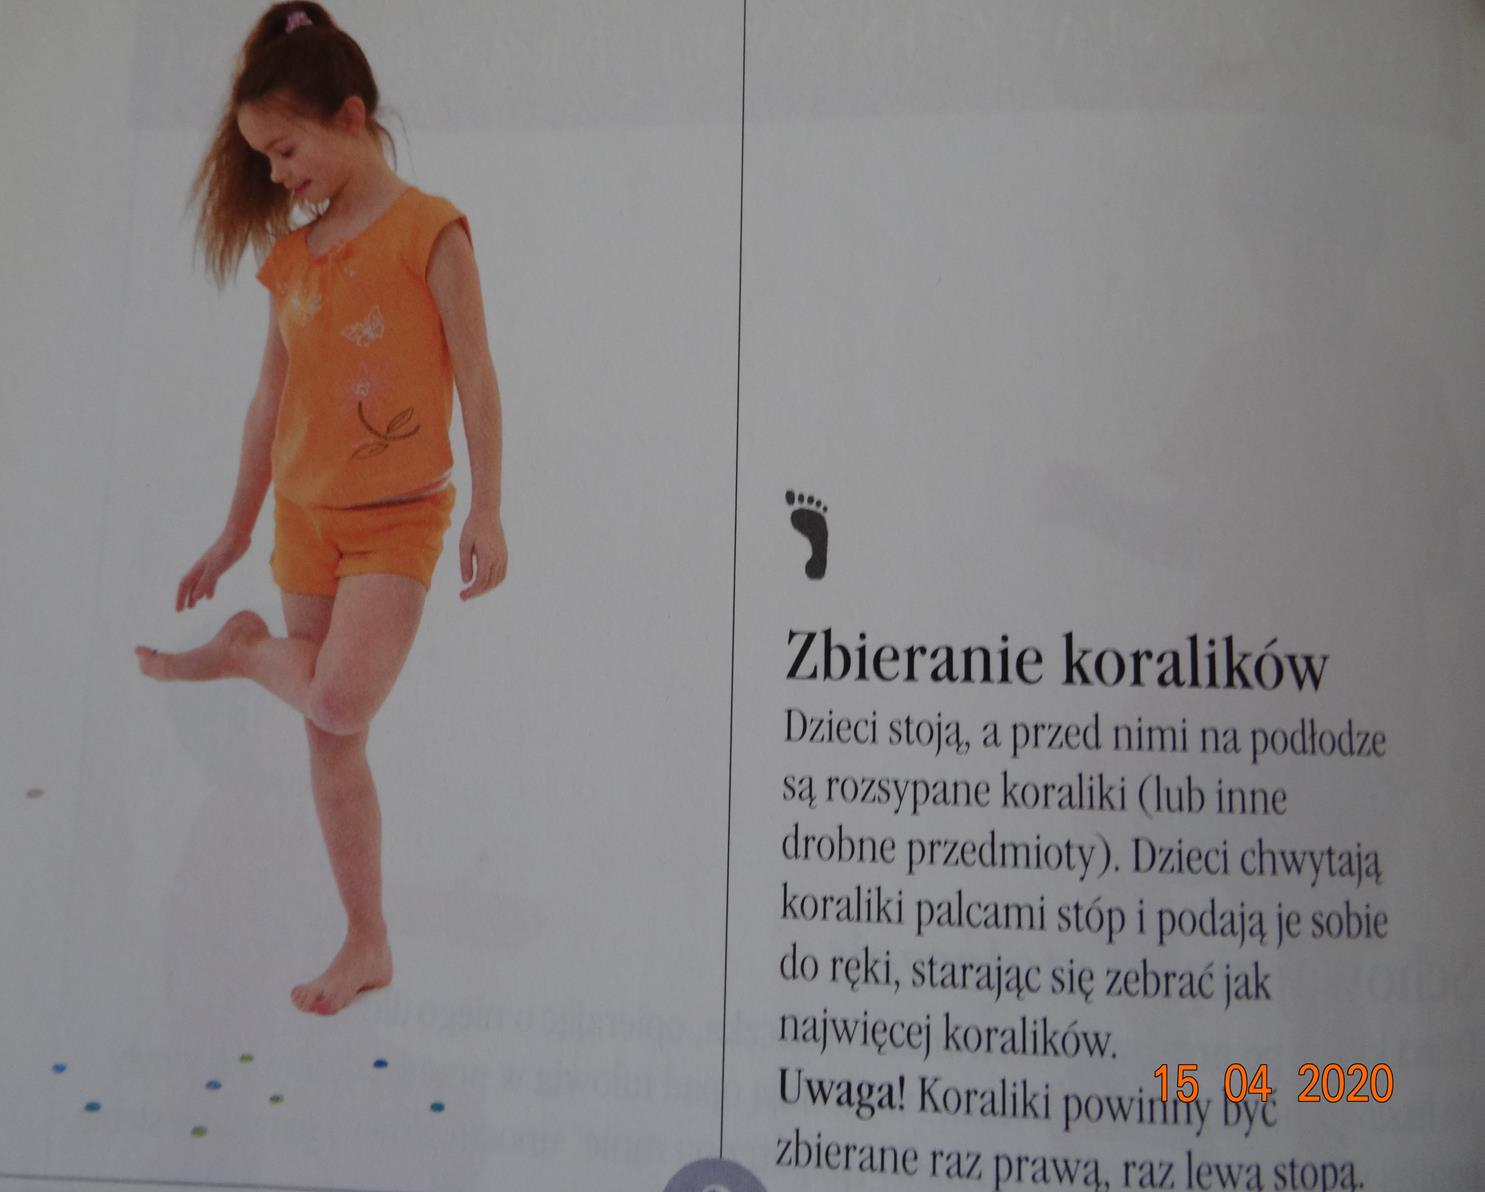 Zbieranie koralików
Dzieci stoją, a przed nimi na podłodze
są rozsypane koraliki (lub inne
drobne przedmioty). Dzieci chwytają
koraliki palcami stóp i podają je sobie
do ręki, starając się zebrać jak
najwięcej koralików.
Uwaga! Koraliki powinny być
zbierane raz prawą, raz lewą stopą.
15 04 2020